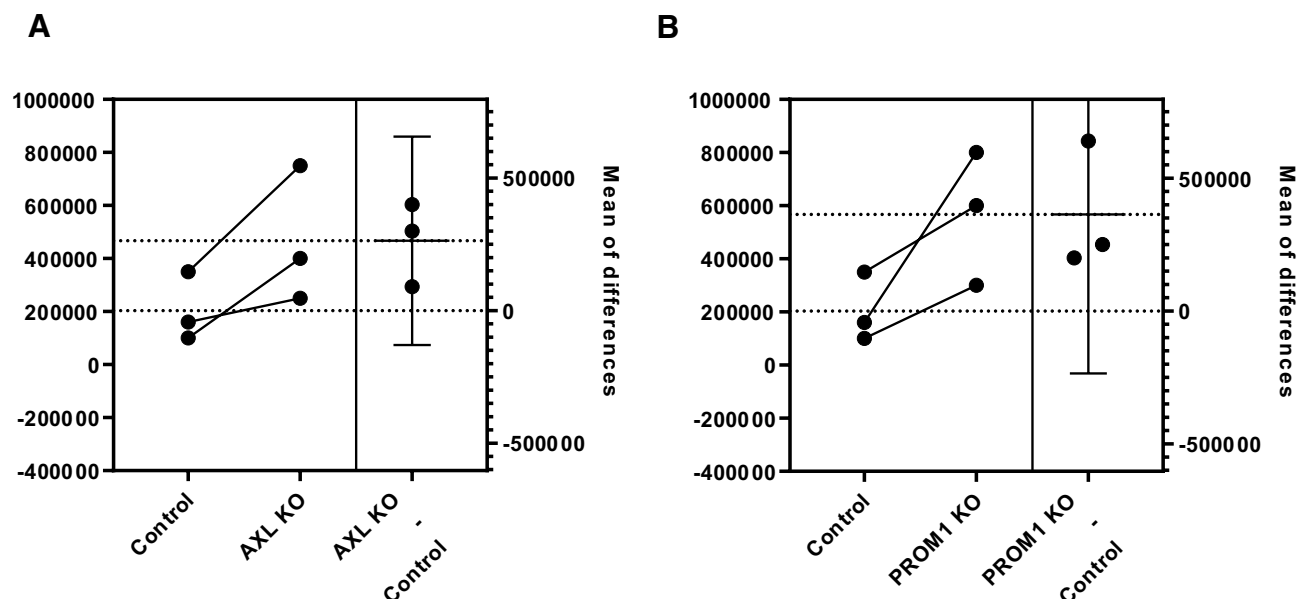 A
B
1000000
800000
600000
400000
200000
0
-200000
-400000
500000
0
-500000
Mean of differences
Control
AXL KO
AXL KO
-
Control
1000000
800000
600000
400000
200000
0
-200000
-400000
500000
0
-500000
Mean of differences
Control
PROM1 KO
PROM1 KO
-
Control